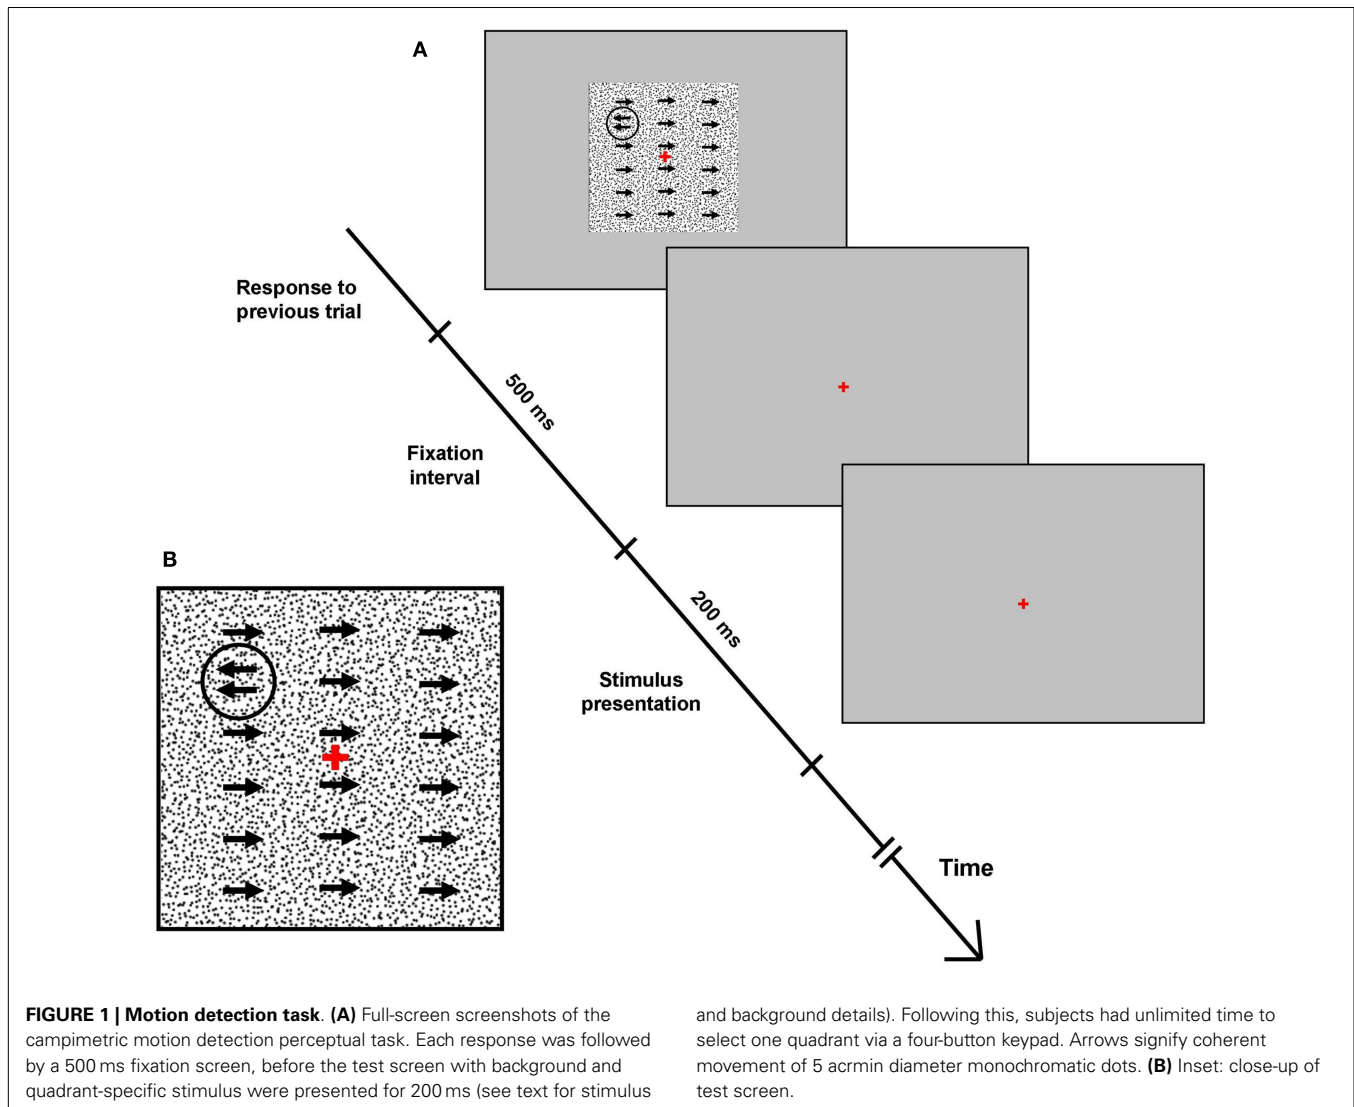 A
Response to
previous trial
500 ms
Fixation
interval
B
200 ms
Stimulus
presentation
Time
FIGURE 1 | Motion detection task. (A) Full-screen screenshots of the
campimetric motion detection perceptual task. Each response was followed
by a 500 ms fixation screen, before the test screen with background and
quadrant-specific stimulus were presented for 200 ms (see text for stimulus
and background details). Following this, subjects had unlimited time to
select one quadrant via a four-button keypad. Arrows signify coherent
movement of 5 acrmin diameter monochromatic dots. (B) Inset: close-up of
test screen.